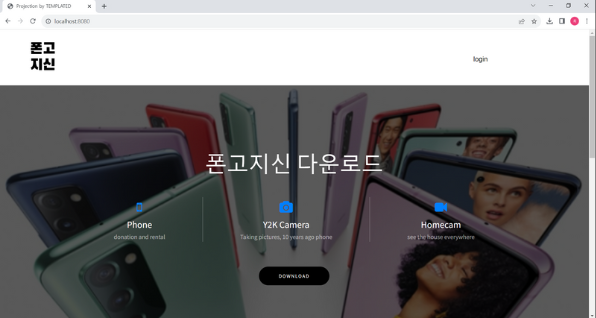 Projection by TEMPLATED
localhost:8080
폰고
지신
login
폰고지신 다운로드
Phone
donation and rental
Y2K Camera
Taking pictures, 10 years ago phone
Homecam
see the house everywhere
DOWNLOAD